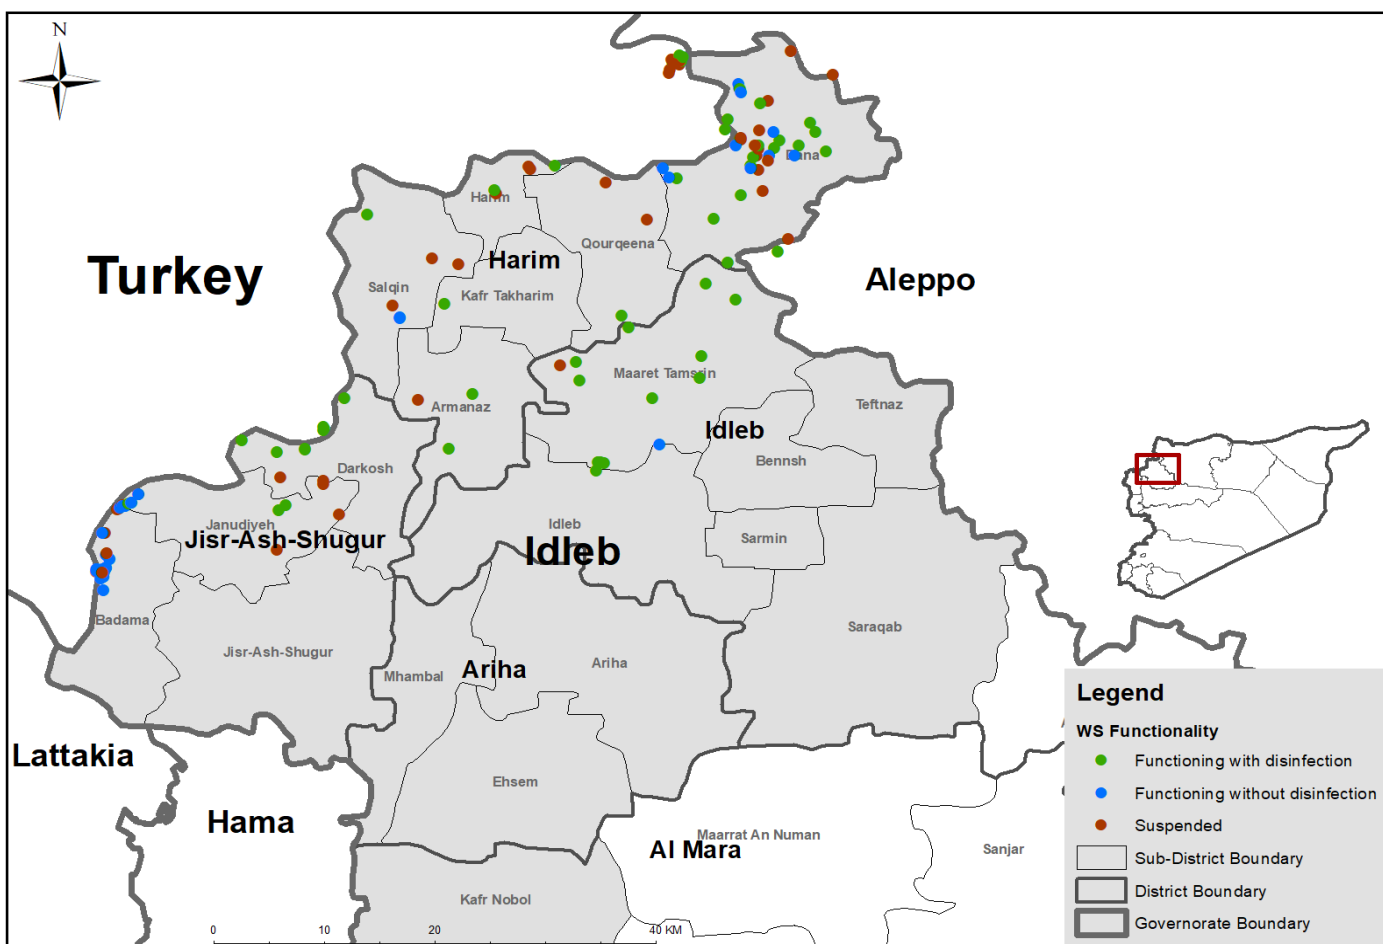 N
Dana
Harim
Turkey
Qourqeena
Harim
Aleppo
Salqin
Kafr Takharim
Maaret Tamsrin
Teftnaz
Armanaz
Idleb
Bennsh
Darkosh
Janudiyeh
Idleb
Jisr-Ash-Shugur
Sarmin
Idleb
Badama
Saraqab
Jisr-Ash-Shugur
Ariha
Ariha
Mhambal
Lattakia
Ehsem
Hama
Maarrat An Numan
Al Mara
Sanjar
Kafr Nobol
0 10 20 40 KM
Legend
WS Functionality
Functioning with disinfection
Functioning without disinfection
Suspended
Sub-District Boundary
District Boundary
Governorate Boundary